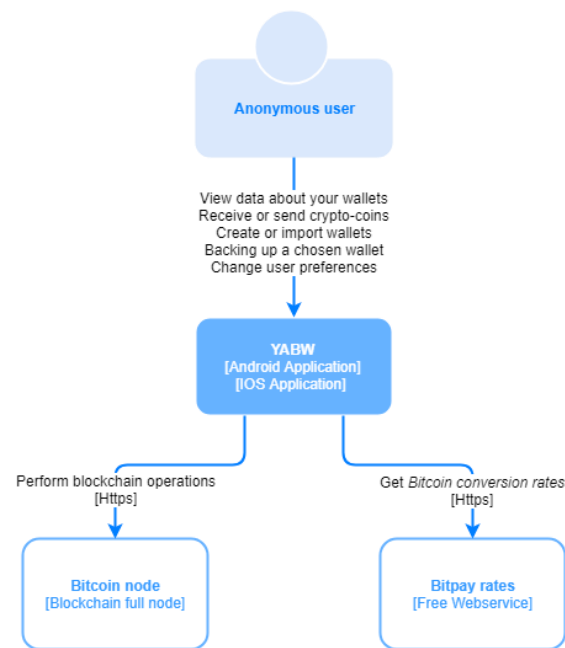 Anonymous user
View data about your wallets
Receive or send crypto-coins
Create or import wallets
Backing up a chosen wallet
Change user preferences
YABW
[Android Application]
[IOS Application]
Perform blockchain operations
[Https]
Get Bitcoin conversion rates
[Https]
Bitcoin node
[Blockchain full node]
Bitpay rates
[Free Webservice]